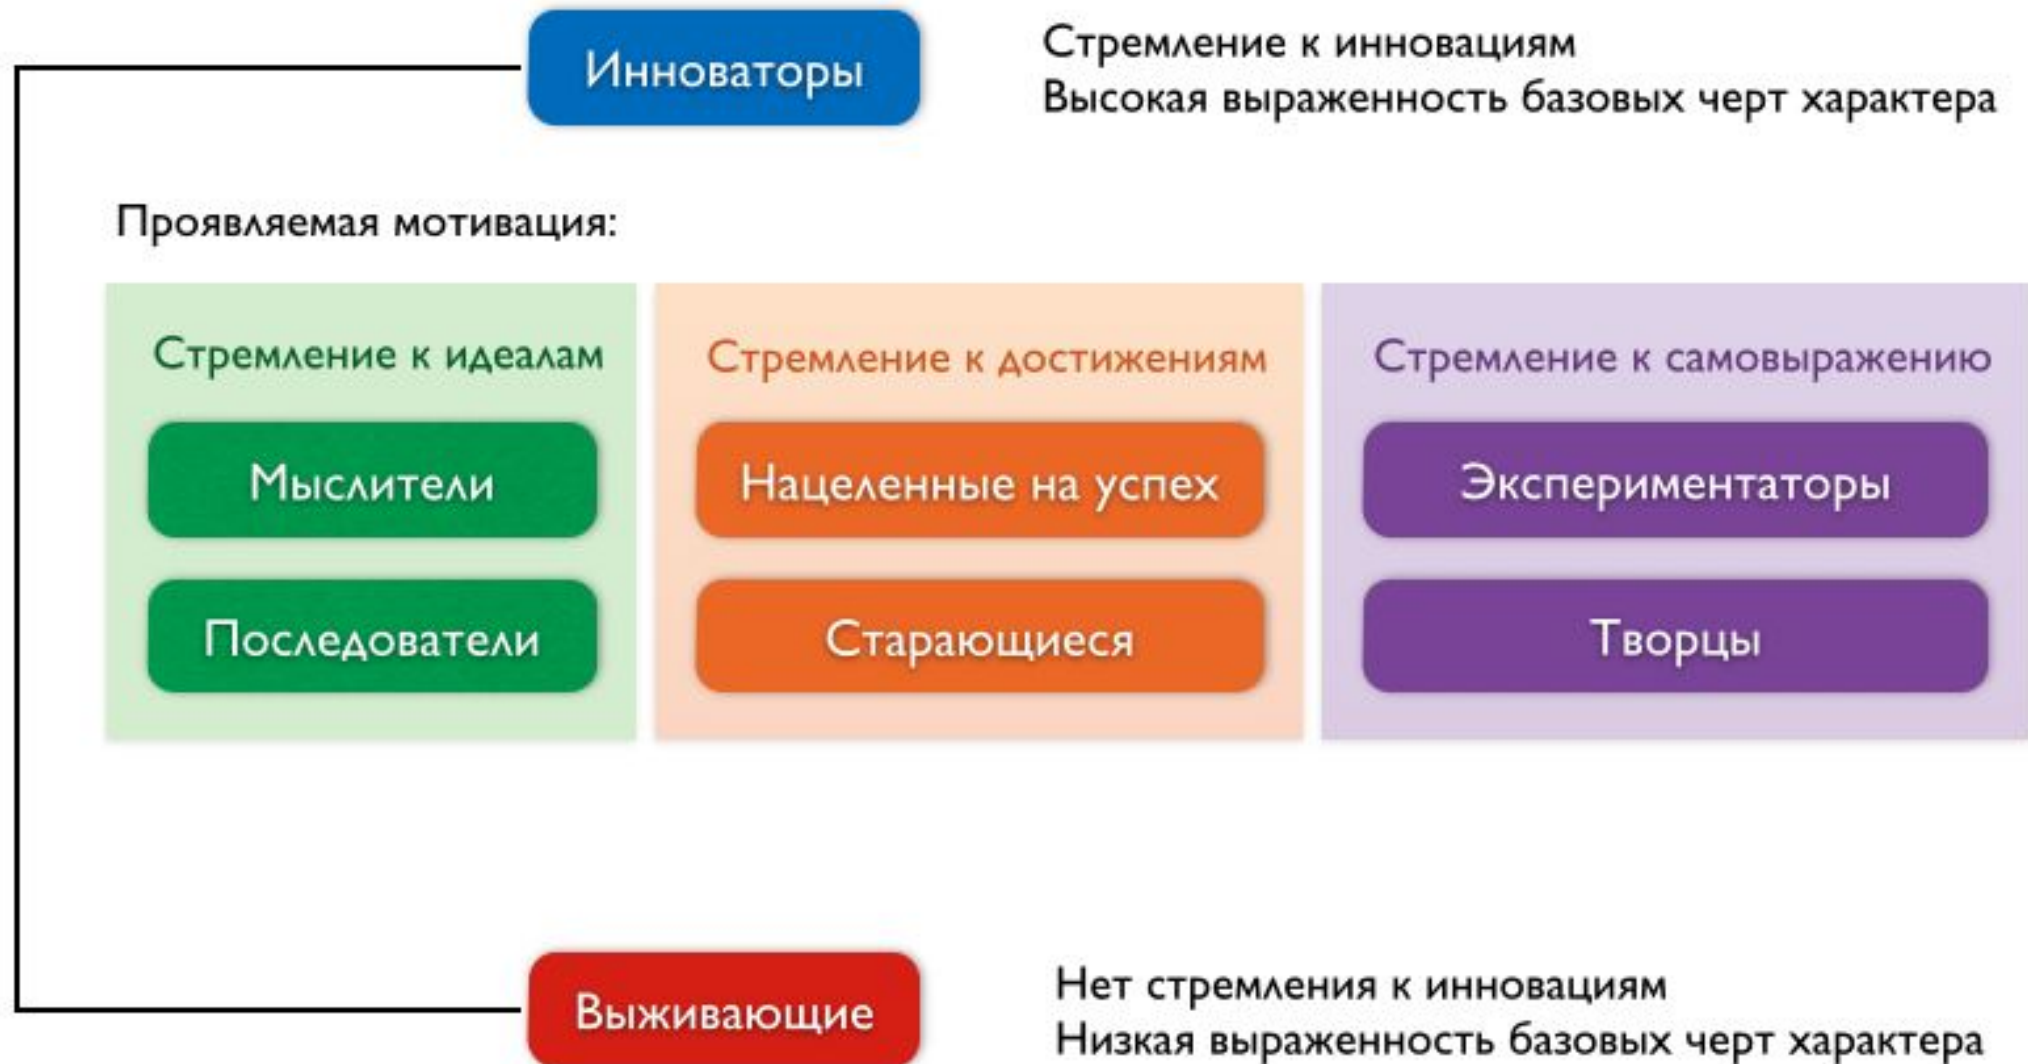 Инноваторы
Стремление к инновациям
Высокая выраженность базовых черт характера
Проявляемая мотивация:
Стремление к идеалам
Мыслители
Последователи
Стремление к достижениям
Нацеленные на успех
Старающиеся
Стремление к самовыражению
Экспериментаторы
Творцы
Выживающие
Нет стремления к инновациям
Низкая выраженность базовых черт характера